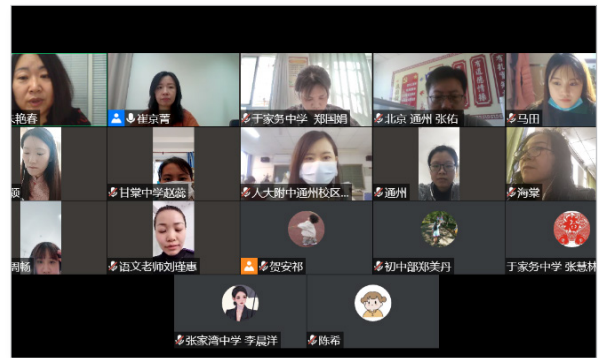 艳春
崔京菁
于家务中学 郑国娟
北京 通州 张佑
马田
颖
甘棠中学赵蕊
人大附中通州校区...
通州
海棠
周杨
语文老师刘瑾惠
贺安祁
初中部郑美丹
于家务中学 张慧林
福
张家湾中学 李晨洋
陈希